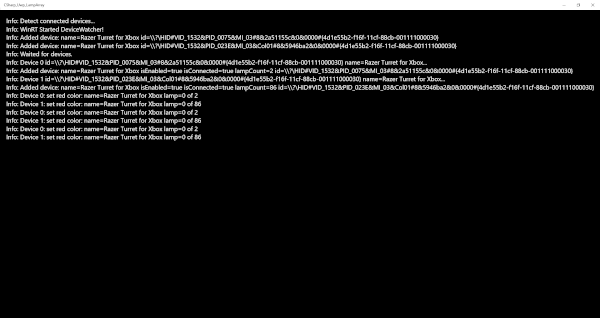 Info: Detect connected devices...
Info: WinRT Started DeviceWatcher!
Info: Added device: name=Razer Turret for Xbox id=\\?\HID#VID_1532&PID_0075&MI_03#8&2a51155c&0&0000#{4d1e55b2-f16f-11cf-88cb-001111000030}
Info: Added device: name=Razer Turret for Xbox id=\\?\HID#VID_1532&PID_023E&MI_03&Col01#8&5946ba2&0&0000#{4d1e55b2-f16f-11cf-88cb-001111000030}
Info: Waited for devices.
Info: Device 0 id=\\?\HID#VID_1532&PID_0075&MI_03#8&2a51155c&0&0000#{4d1e55b2-f16f-11cf-88cb-001111000030} name=Razer Turret for Xbox...
Info: Added device: name=Razer Turret for Xbox isEnabled=true isConnected=true lampCount=2 id=\\?\HID#VID_1532&PID_0075&MI_03#8&2a51155c&0&0000#{4d1e55b2-f16f-11cf-88cb-001111000030}
Info: Device 1 id=\\?\HID#VID_1532&PID_023E&MI_03&Col01#8&5946ba2&0&0000#{4d1e55b2-f16f-11cf-88cb-001111000030} name=Razer Turret for Xbox...
Info: Added device: name=Razer Turret for Xbox isEnabled=true isConnected=true lampCount=86 id=\\?\HID#VID_1532&PID_023E&MI_03&Col01#8&5946ba2&0&0000#{4d1e55b2-f16f-11cf-88cb-001111000030}
Info: Device 0: set red color: name=Razer Turret for Xbox lamp=0 of 2
Info: Device 1: set red color: name=Razer Turret for Xbox lamp=0 of 86
Info: Device 0: set red color: name=Razer Turret for Xbox lamp=0 of 2
Info: Device 1: set red color: name=Razer Turret for Xbox lamp=0 of 86
Info: Device 0: set red color: name=Razer Turret for Xbox lamp=0 of 2
Info: Device 1: set red color: name=Razer Turret for Xbox lamp=0 of 86